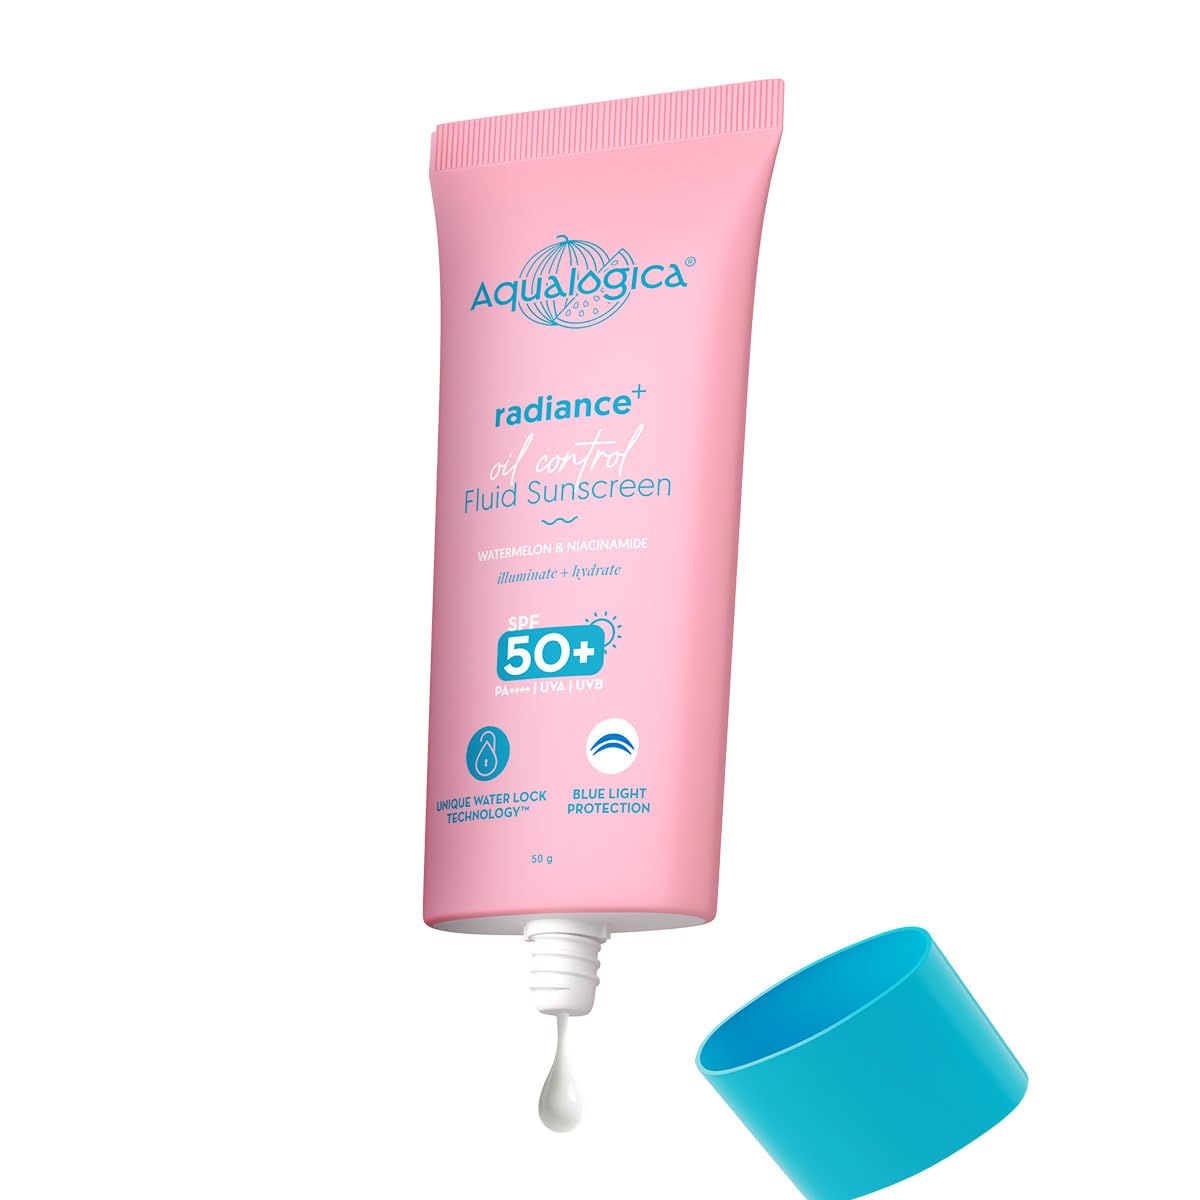 Aqualogica®
radiance+
oil control
Fluid Sunscreen
WATERMELON & NIACINAMIDE
illuminate + hydrate
SPF
50+
PA++++ | UVA | UVB
UNIQUE WATER LOCK
TECHNOLOGY™
BLUE LIGHT
PROTECTION
50 g